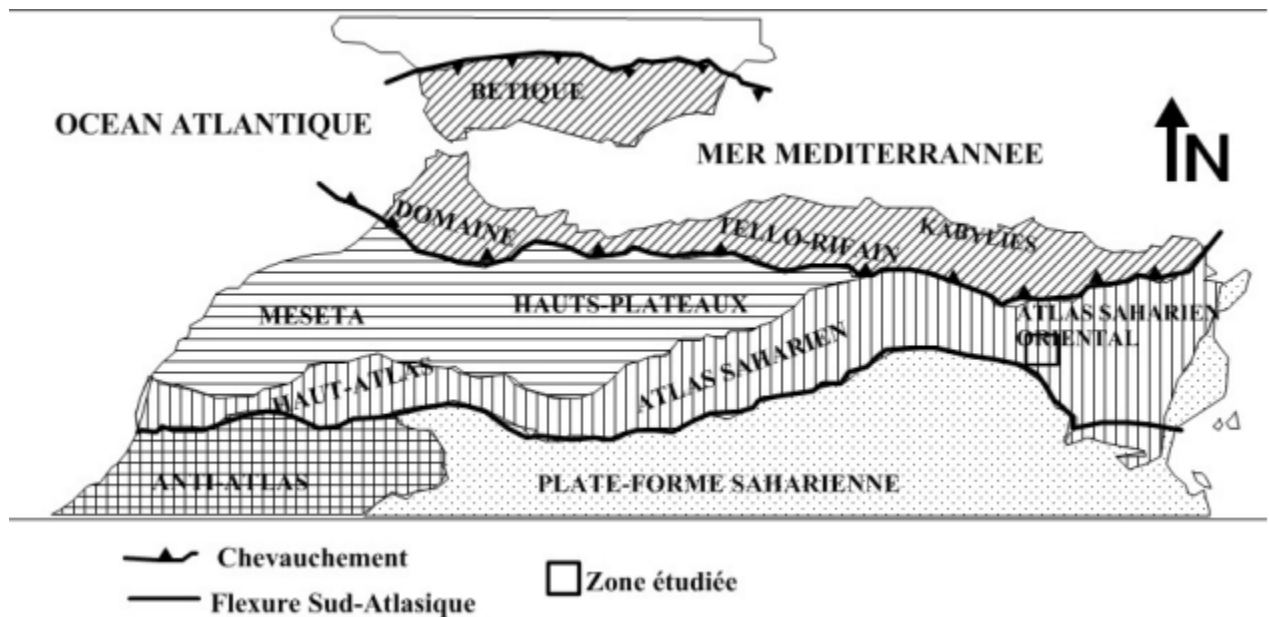 BETIQUE
OCEAN ATLANTIQUE
MER MEDITERRANNEE
N
DOMAINE
TELLO-RIFAIN
KABYLIES
MESETA
HAUTS-PLATEAUX
ATLAS SAHARIEN
ORIENTAL
HAUT-ATLAS
ATLAS SAHARIEN
ANTI-ATLAS
PLATE-FORME SAHARIENNE
Chevauchement
Flexure Sud-Atlasique
Zone étudiée